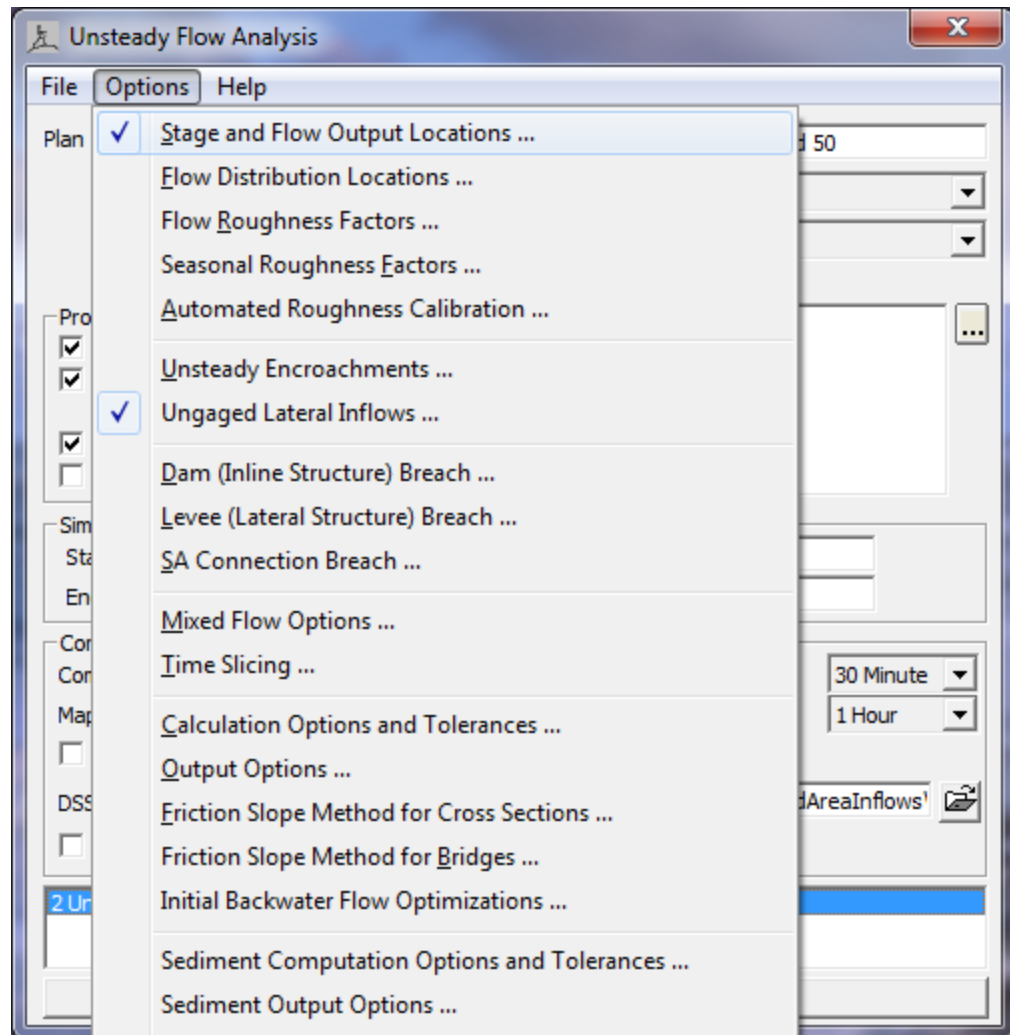 Unsteady Flow Analysis
File Options Help
Plan
Stage and Flow Output Locations ...
50
Flow Distribution Locations ...
Flow Roughness Factors ...
Seasonal Roughness Factors ...
Automated Roughness Calibration ...
Pro
...
Unsteady Encroachments ...
Ungaged Lateral Inflows ...
Dam (Inline Structure) Breach ...
Levee (Lateral Structure) Breach ...
Sim
Sta
SA Connection Breach ...
En
Mixed Flow Options ...
Time Slicing ...
Cor
Cor
30 Minute
Map
1 Hour
Calculation Options and Tolerances ...
Output Options ...
DSS
dAreaInflows\
Friction Slope Method for Cross Sections ...
Friction Slope Method for Bridges ...
Initial Backwater Flow Optimizations ...
2 Un
Sediment Computation Options and Tolerances ...
Sediment Output Options ...